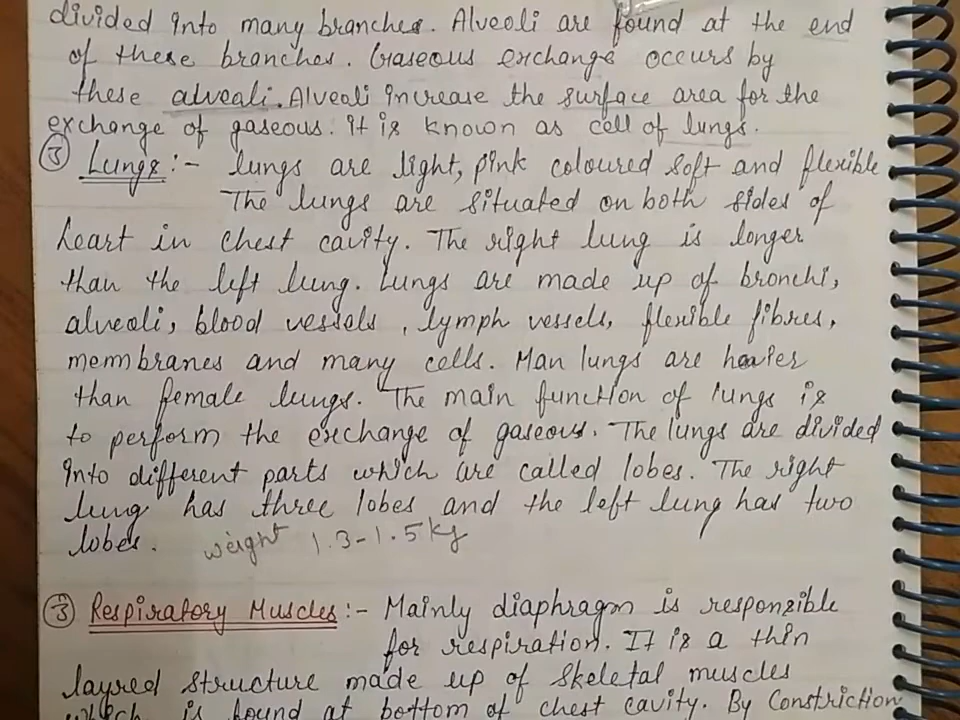 divided into many branches. Alveoli are found at the end
of these branches. Gaseous exchange occurs by
these alveoli. Alveoli increase the surface area for the
exchange of gaseous. it is known as cell of lungs.
③ Lungs :- lungs are light, pink coloured soft and flexible
The lungs are situated on both sides of
heart in chest cavity. The right lung is longer
than the left lung. Lungs are made up of bronchi,
alveoli, blood vessels, lymph vessels, flexible fibres,
membranes and many cells. Man lungs are
than female lungs. The main function of lungs is
to perform the exchange of gaseous. The lungs are divided
into different parts which are called lobes. The right
lung has three lobes and the left lung has two
lobes. weight 1.3-1.5 kg
③ Respiratory Muscles :- Mainly diaphragm is responsible
for respiration. It is a thin
layred structure made up of skeletal muscles
which is found at bottom of chest cavity. By Constriction